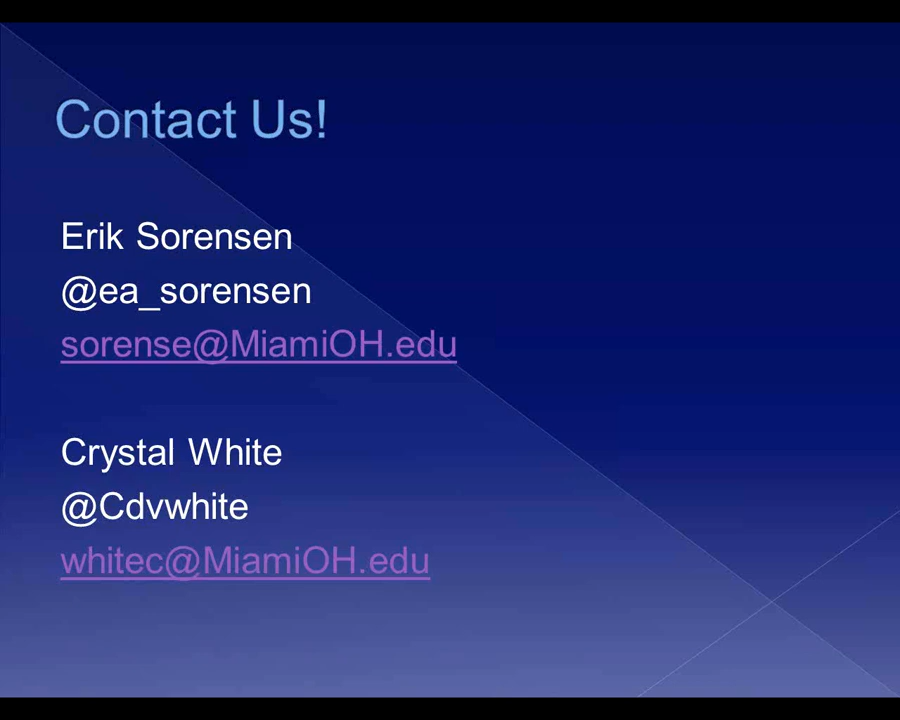 Contact Us!
Erik Sorensen
@ea_sorensen
sorense@MiamiOH.edu
Crystal White
@Cdvwhite
whitec@MiamiOH.edu